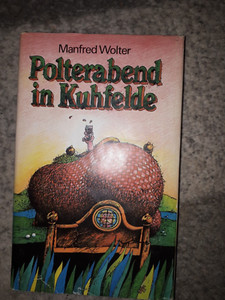 Manfred Wolter
Polterabend
in Kuhfelde